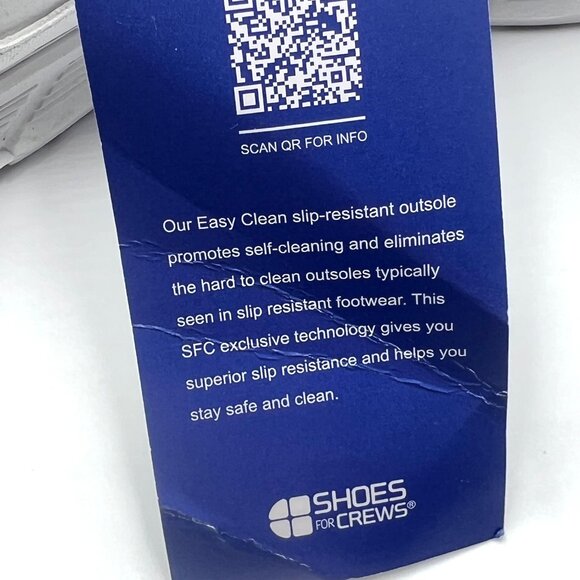 SCAN QR FOR INFO
Our Easy Clean slip-resistant outsole
promotes self-cleaning and eliminates
the hard to clean outsoles typically
seen in slip resistant footwear. This
SFC exclusive technology gives you
superior slip resistance and helps you
stay safe and clean.
SHOES
FOR CREWS®